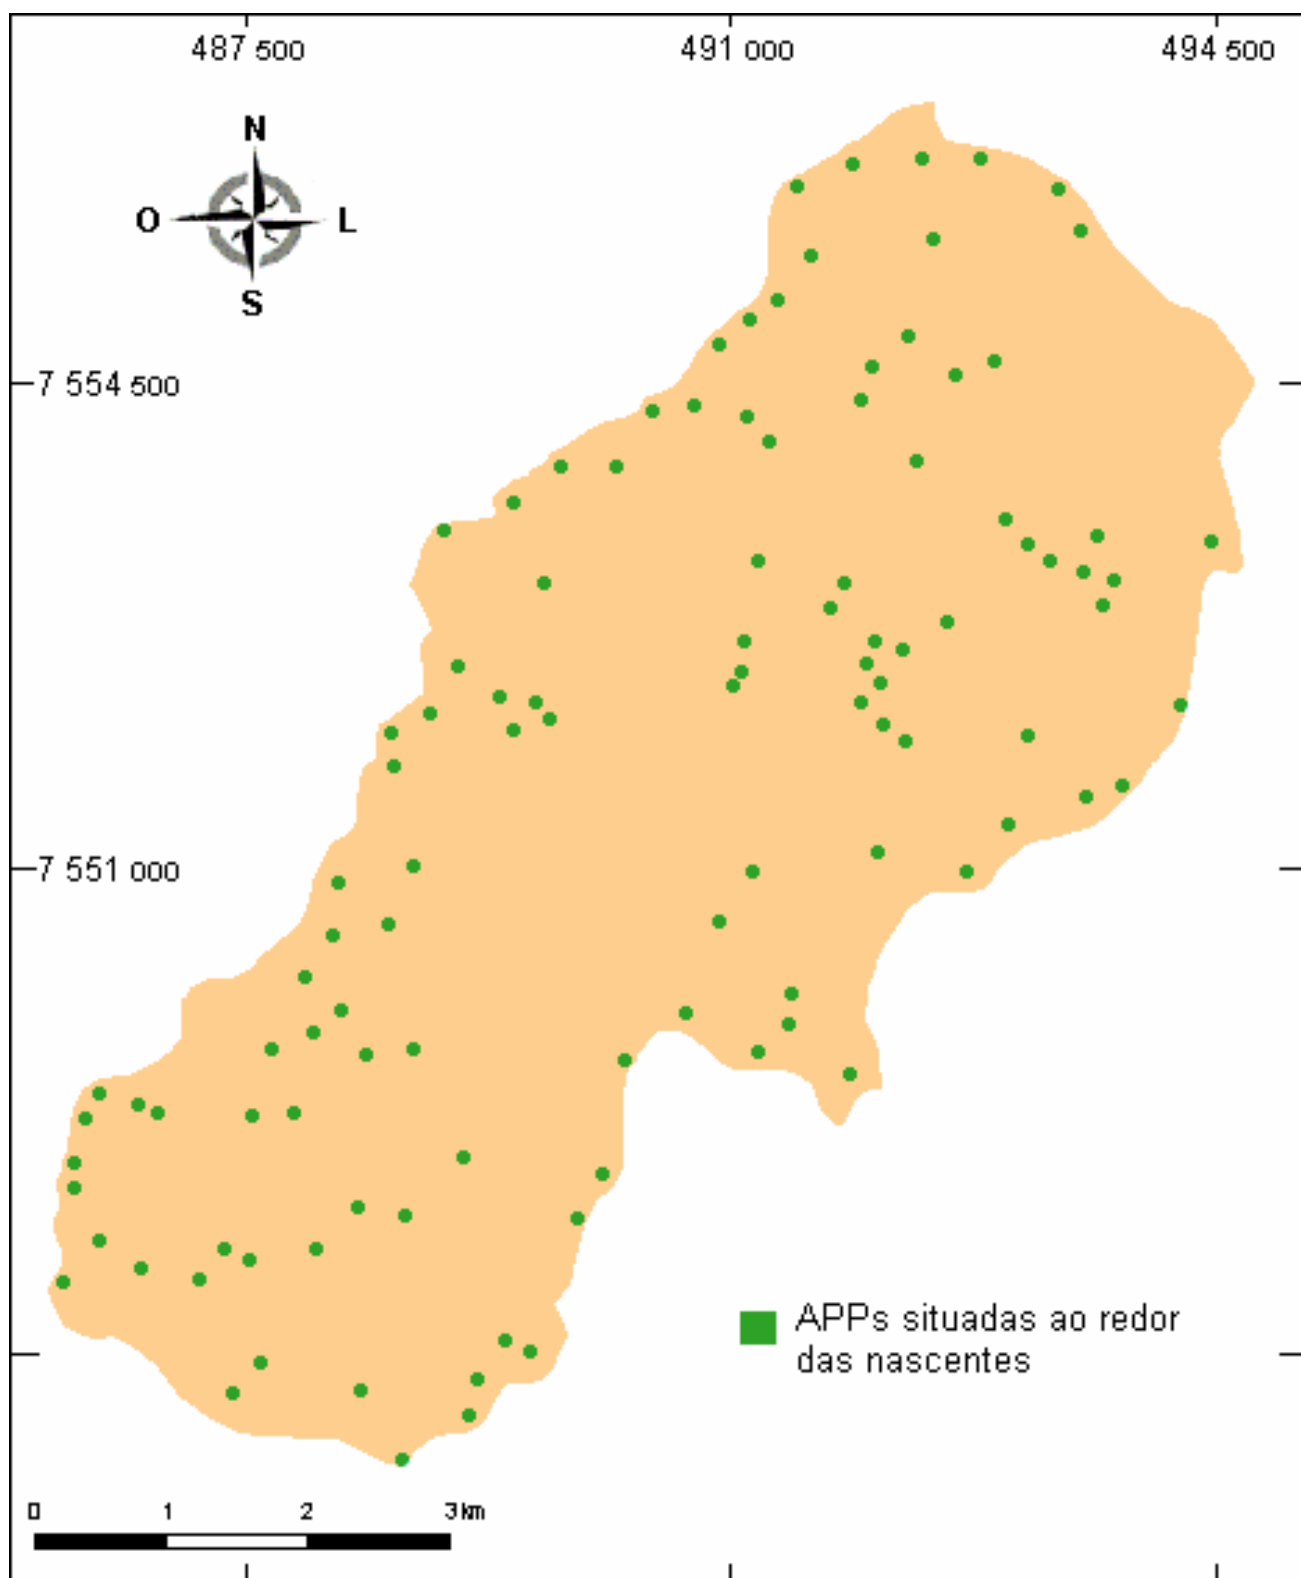 487 500
491 000
494 500
N
O
L
S
7 554 500
7 551 000
APPs situadas ao redor
das nascentes
0 1 2 3 km